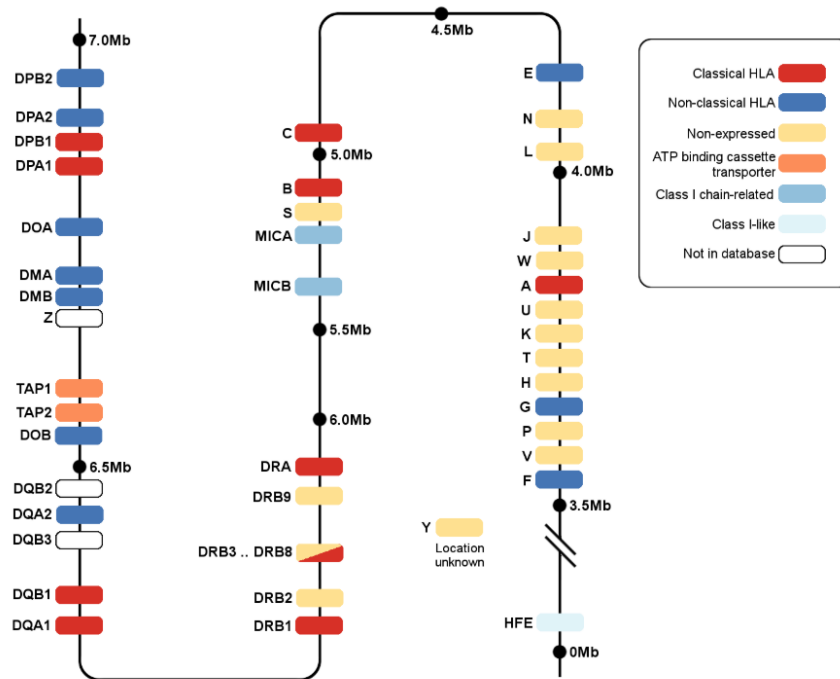 7.0Mb
DPB2
DPA2
DPB1
DPA1
DOA
DMA
DMB
Z
TAP1
TAP2
DOB
6.5Mb
DQB2
DQA2
DQB3
DQB1
DQA1
4.5Mb
C
5.0Mb
B
S
MICA
MICB
5.5Mb
6.0Mb
DRA
DRB9
DRB3 .. DRB8
DRB2
DRB1
E
N
L
4.0Mb
J
W
A
U
K
T
H
G
P
V
F
3.5Mb
Y
Location
unknown
HFE
0Mb
Classical HLA
Non-classical HLA
Non-expressed
ATP binding cassette
transporter
Class I chain-related
Class I-like
Not in database